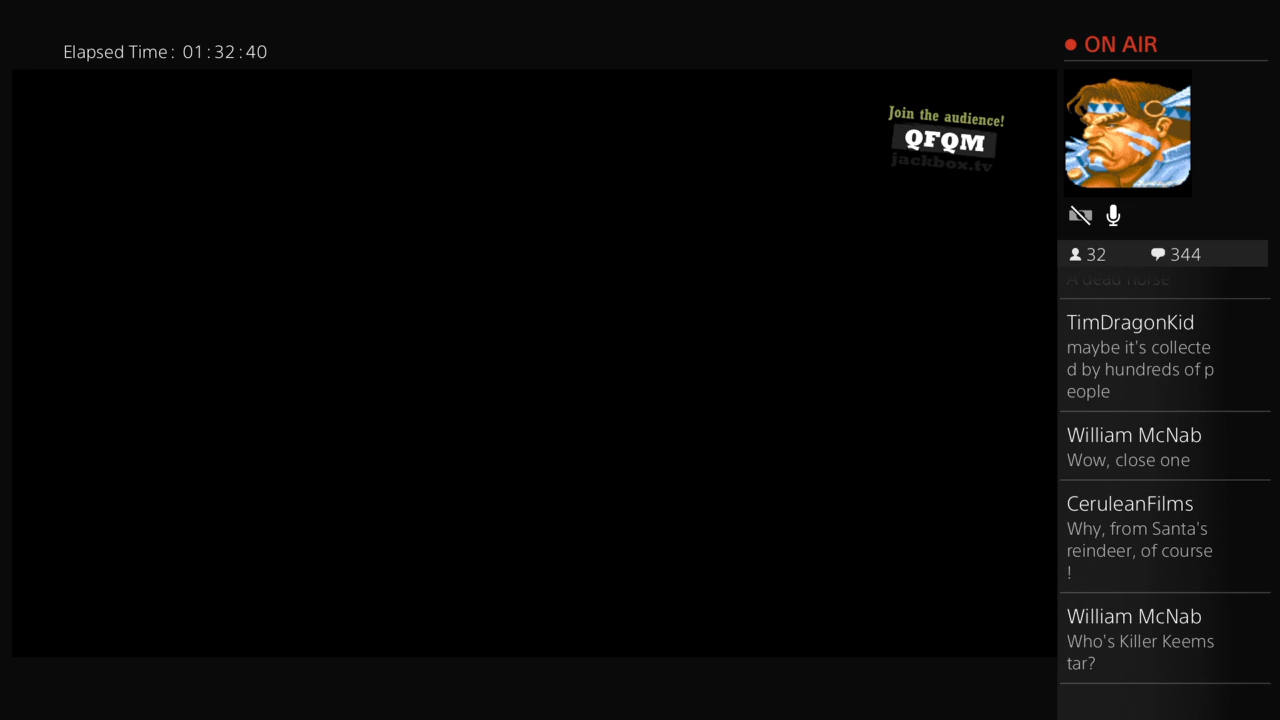 Elapsed Time: 01:32:40
ON AIR
Join the audience!
QFQM
jackbox.tv
32 344
A dead horse
TimDragonKid
maybe it's collecte
d by hundreds of p
eople
William McNab
Wow, close one
CeruleanFilms
Why, from Santa's
reindeer, of course
!
William McNab
Who's Killer Keems
tar?